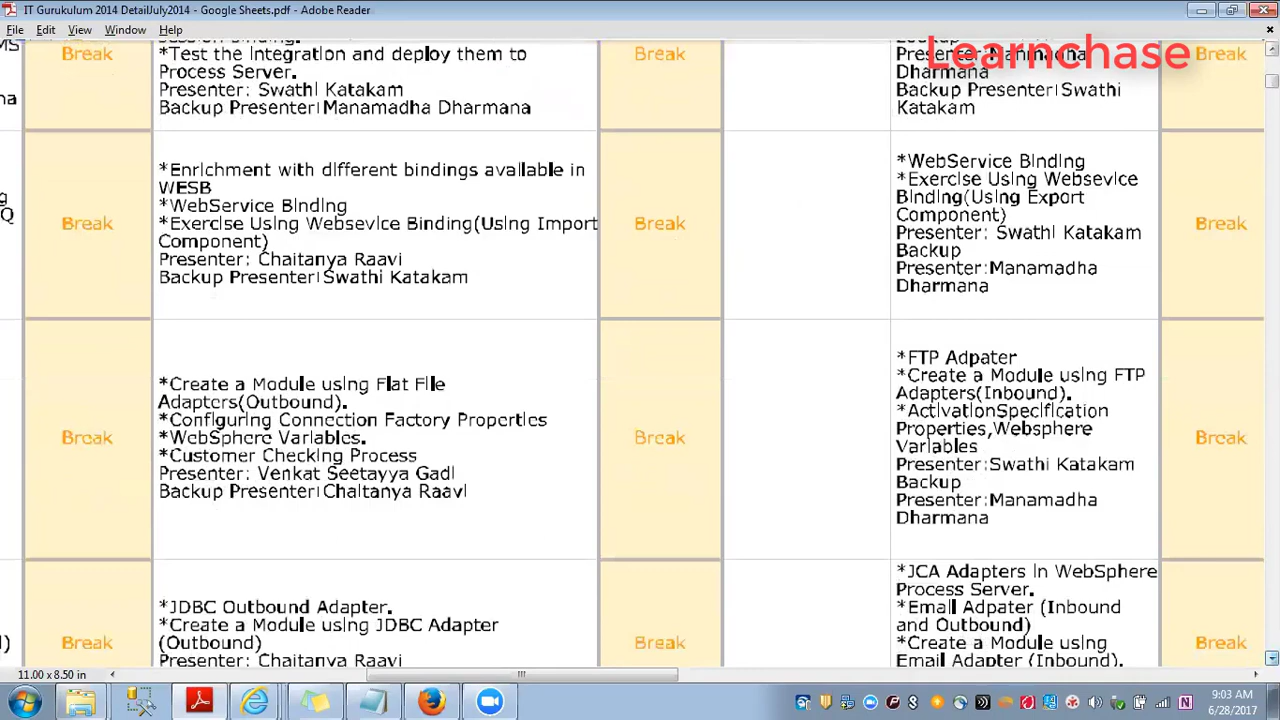 IT Gurukulum 2014 DetailJuly2014 - Google Sheets.pdf - Adobe Reader
File Edit View Window Help
Learnchase
MS
na
g
Q
)
Break
*Test the Integration and deploy them to
Process Server.
Presenter: Swathi Katakam
Backup Presenter:Manamadha Dharmana
Break
Presenter:Manmadha
Dharmana
Backup Presenter:Swathi
Katakam
Break
Break
*Enrichment with different bindings available in
WESB
*WebService Binding
*Exercise Using Websevice Binding(Using Import
Component)
Presenter: Chaitanya Raavi
Backup Presenter:Swathi Katakam
Break
*WebService Binding
*Exercise Using Websevice
Binding(Using Export
Component)
Presenter: Swathi Katakam
Backup
Presenter:Manamadha
Dharmana
Break
Break
*Create a Module using Flat File
Adapters(Outbound).
*Configuring Connection Factory Properties
*WebSphere Variables.
*Customer Checking Process
Presenter: Venkat Seetayya Gadi
Backup Presenter:Chaitanya Raavi
Break
*FTP Adpater
*Create a Module using FTP
Adapters(Inbound).
*ActivationSpecification
Properties,Websphere
Variables
Presenter:Swathi Katakam
Backup
Presenter:Manamadha
Dharmana
Break
Break
*JDBC Outbound Adapter.
*Create a Module using JDBC Adapter
(Outbound)
Presenter: Chaitanya Raavi
Break
*JCA Adapters in WebSphere
Process Server.
*Email Adpater (Inbound
and Outbound)
*Create a Module using
Email Adapter (Inbound).
Break
11.00 x 8.50 in
9:03 AM
6/28/2017